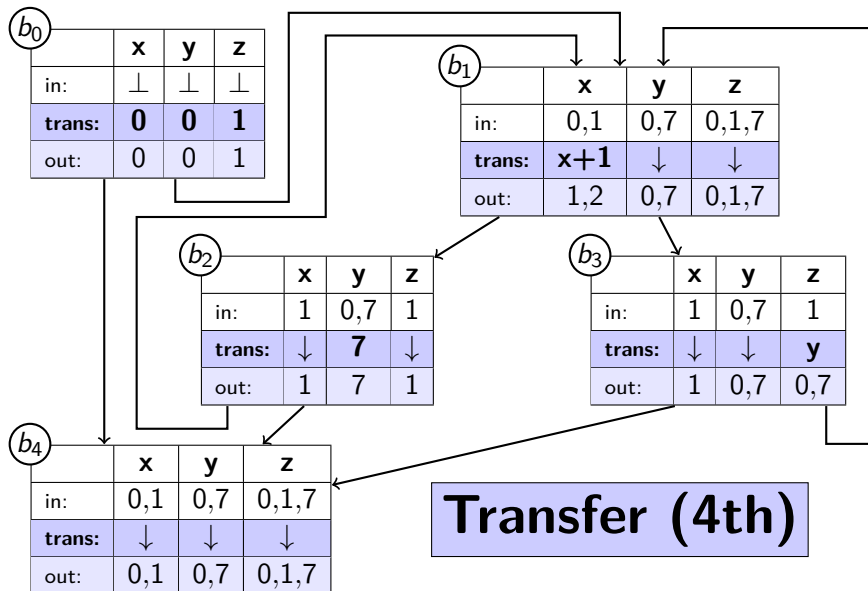 b0
x y z
in: ⊥ ⊥ ⊥
trans: 0 0 1
out: 0 0 1
b1
x y z
in: 0,1 0,7 0,1,7
trans: x+1 ↓ ↓
out: 1,2 0,7 0,1,7
b2
x y z
in: 1 0,7 1
trans: ↓ 7 ↓
out: 1 7 1
b3
x y z
in: 1 0,7 1
trans: ↓ ↓ y
out: 1 0,7 0,7
b4
x y z
in: 0,1 0,7 0,1,7
trans: ↓ ↓ ↓
out: 0,1 0,7 0,1,7
Transfer (4th)